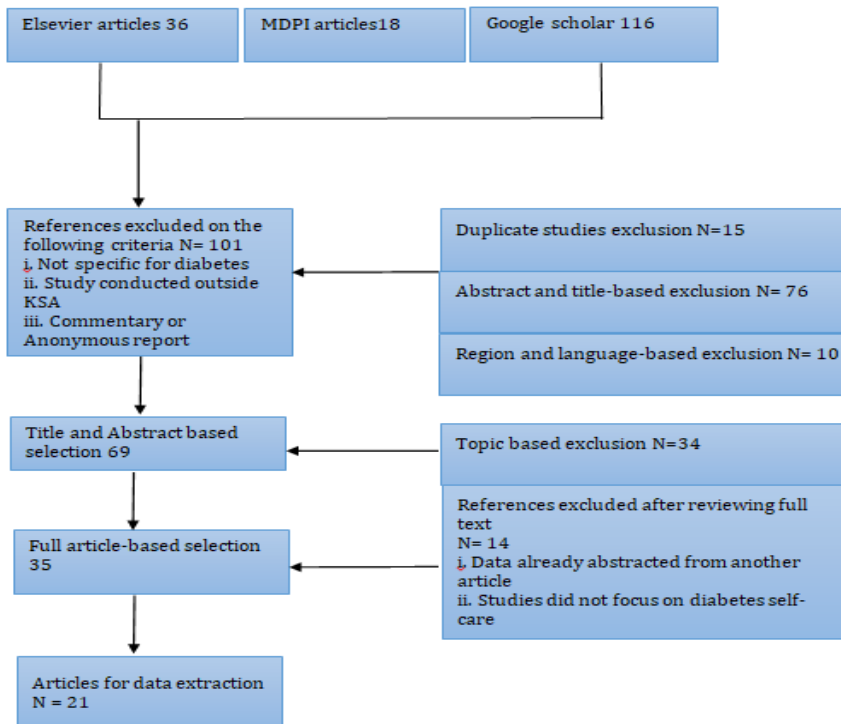 Elsevier articles 36
MDPI articles18
Google scholar 116
References excluded on the
following criteria N= 101
i. Not specific for diabetes
ii. Study conducted outside
KSA
iii. Commentary or
Anonymous report
Duplicate studies exclusion N=15
Abstract and title-based exclusion N= 76
Region and language-based exclusion N= 10
Title and Abstract based
selection 69
Topic based exclusion N=34
Full article-based selection
35
References excluded after reviewing full
text
N= 14
i. Data already abstracted from another
article
ii. Studies did not focus on diabetes self-
care
Articles for data extraction
N = 21